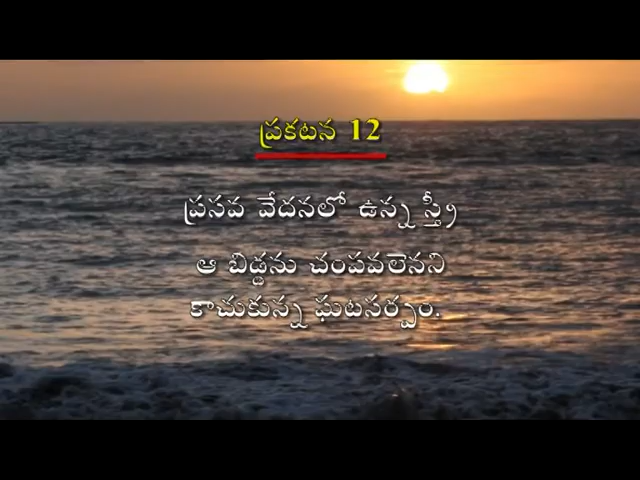 ప్రకటన 12
ప్రసవ వేదనలో ఉన్న స్త్రీ
ఆ బిడ్డను చంపవలెనని
కాచుకున్న ఘటసర్పం.